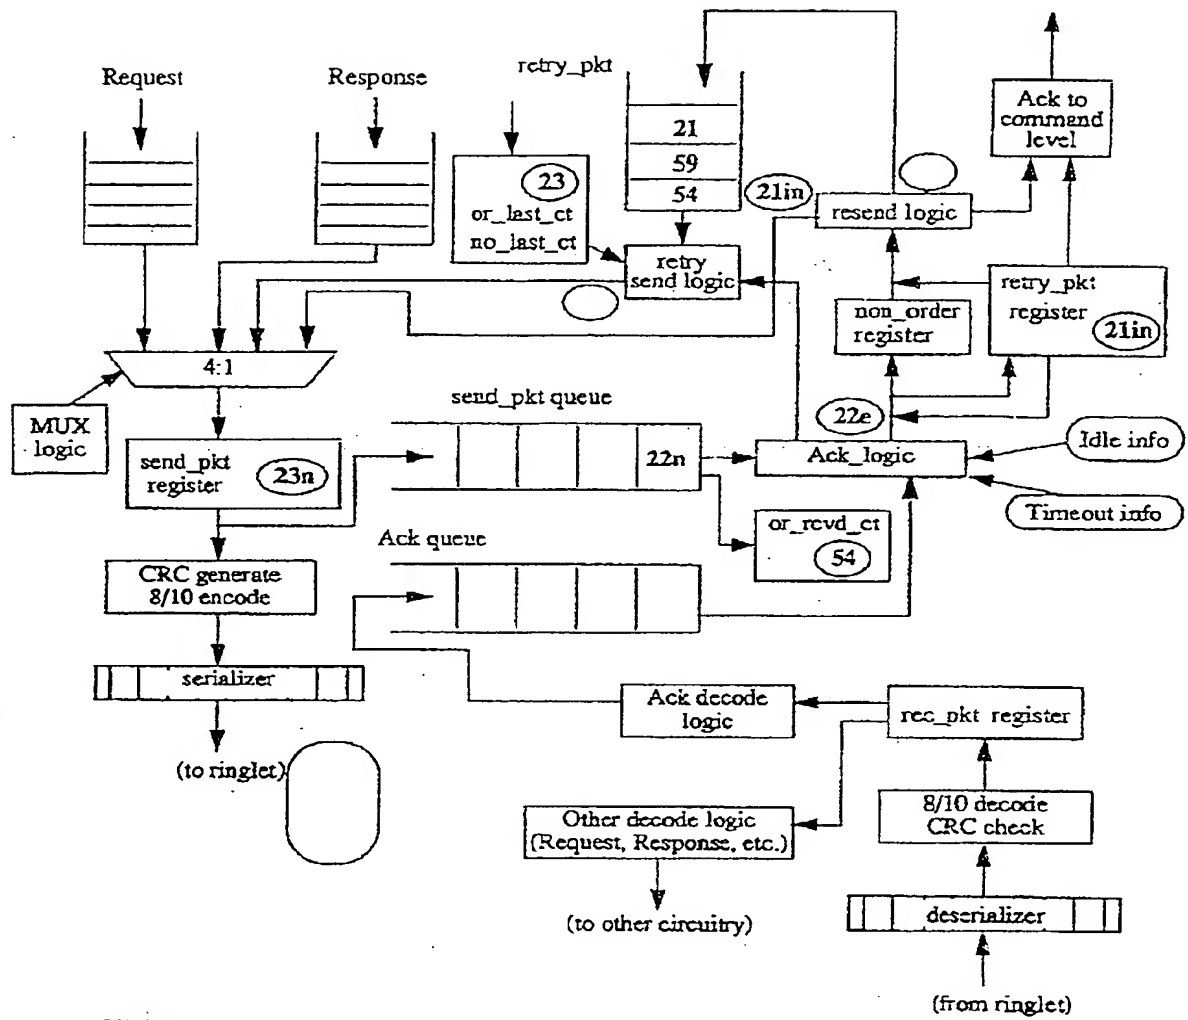 Request
Response
retry_pkt
Ack to
command
level
21
59
54
23
or_last_ct
no_last_ct
21in
resend logic
retry
send logic
retry_pkt
register
21in
non_order
register
4:1
MUX
logic
send_pkt queue
22e
Idle info
send_pkt
register
23n
22n
Ack_logic
Timeout info
or_rcvd_ct
54
Ack queue
CRC generate
8/10 encode
serializer
Ack decode
logic
rec_pkt register
(to ringlet)
8/10 decode
CRC check
Other decode logic
(Request, Response, etc.)
(to other circuitry)
deserializer
(from ringlet)